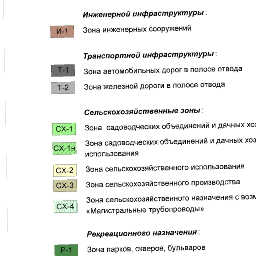 Инженерной инфраструктуры:
И-1 Зона инженерных сооружений
Транспортной инфраструктуры:
Т-1 Зона автомобильных дорог в полосе отвода
Т-2 Зона железной дороги в полосе отвода
Сельскохозяйственные зоны:
СХ-1 Зона садоводческих объединений и дачных хоз
СХ-1н Зона садоводческих объединений и дачных хоз
использования
СХ-2 Зона сельскохозяйственного использования
СХ-3 Зона сельскохозяйственного производства
СХ-4 Зона сельскохозяйственного назначения с возм
«Магистральные трубопроводы».
Рекреационного назначения:
Р-1 Зона парков, скверов, бульваров